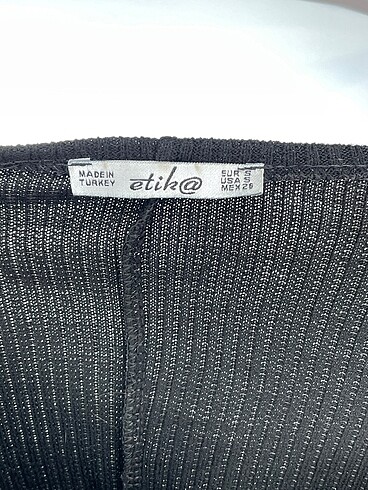 MADE IN
TURKEY
etik@
EUR S
USA S
MEX 26